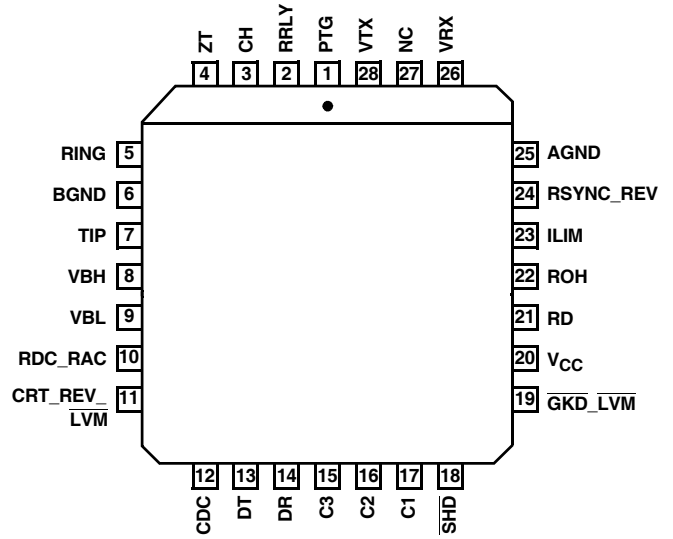 ZT CH RRLY PTG VTX NC VRX
4 3 2 1 28 27 26
RING 5
BGND 6
TIP 7
VBH 8
VBL 9
RDC_RAC 10
CRT_REV_ 11
LVM
25 AGND
24 RSYNC_REV
23 ILIM
22 ROH
21 RD
20 VCC
19 GKD_LVM
12 13 14 15 16 17 18
CDC DT DR C3 C2 C1 SHD